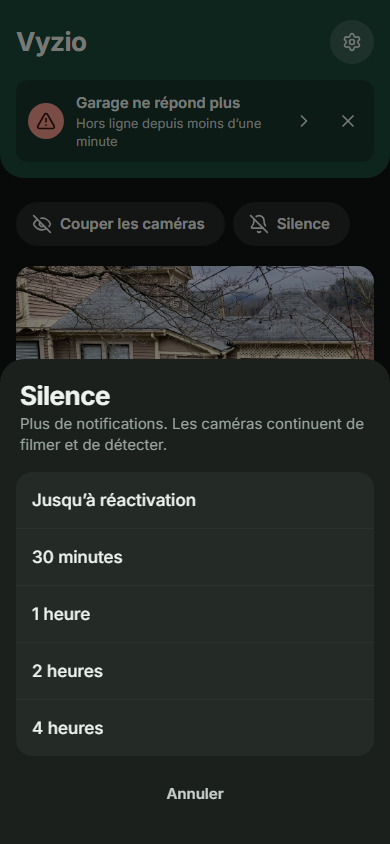 Vyzio
Garage ne répond plus
Hors ligne depuis moins d’une
minute
Couper les caméras
Silence
Silence
Plus de notifications. Les caméras continuent de
filmer et de détecter.
Jusqu’à réactivation
30 minutes
1 heure
2 heures
4 heures
Annuler